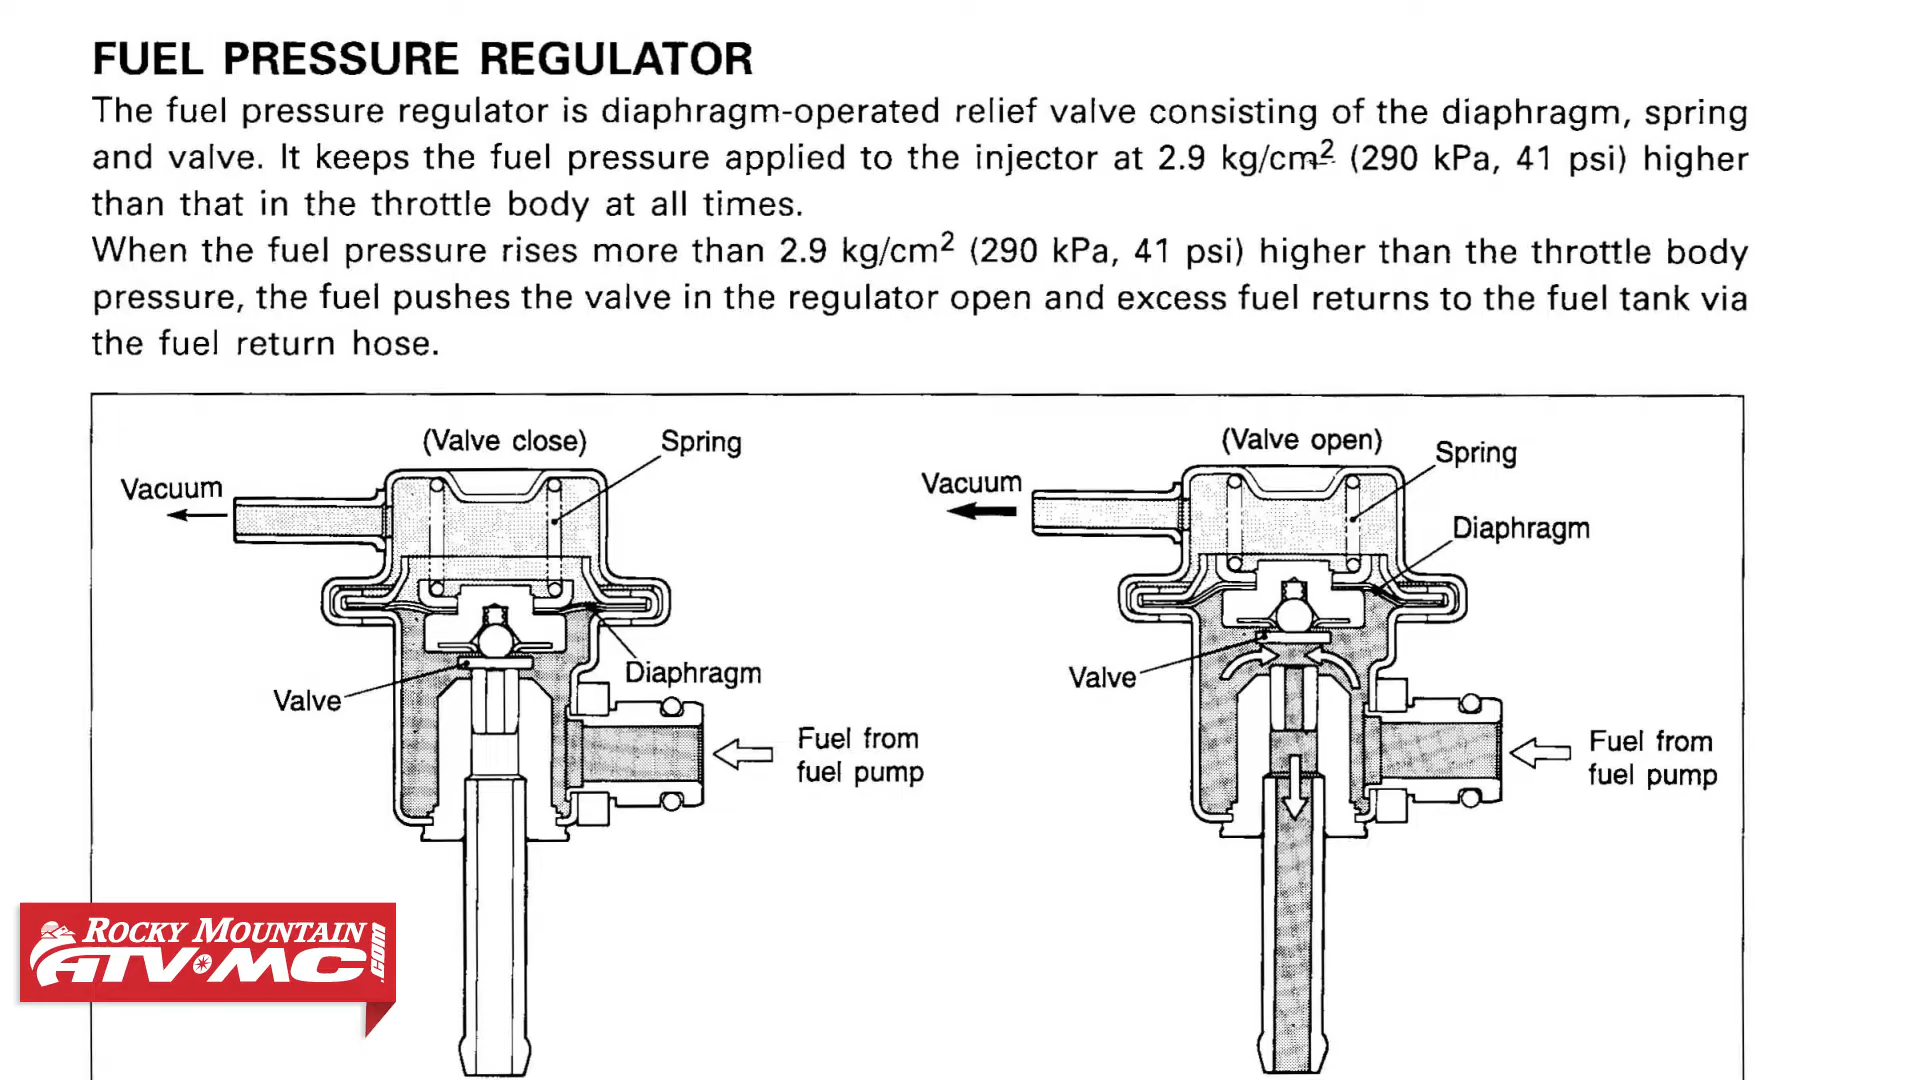 FUEL PRESSURE REGULATOR
The fuel pressure regulator is diaphragm-operated relief valve consisting of the diaphragm, spring
and valve. It keeps the fuel pressure applied to the injector at 2.9 kg/cm² (290 kPa, 41 psi) higher
than that in the throttle body at all times.
When the fuel pressure rises more than 2.9 kg/cm² (290 kPa, 41 psi) higher than the throttle body
pressure, the fuel pushes the valve in the regulator open and excess fuel returns to the fuel tank via
the fuel return hose.
(Valve close)
Spring
Vacuum
Diaphragm
Valve
Fuel from
fuel pump
(Valve open)
Spring
Vacuum
Diaphragm
Valve
Fuel from
fuel pump
ROCKY MOUNTAIN
ATV•MC
.COM